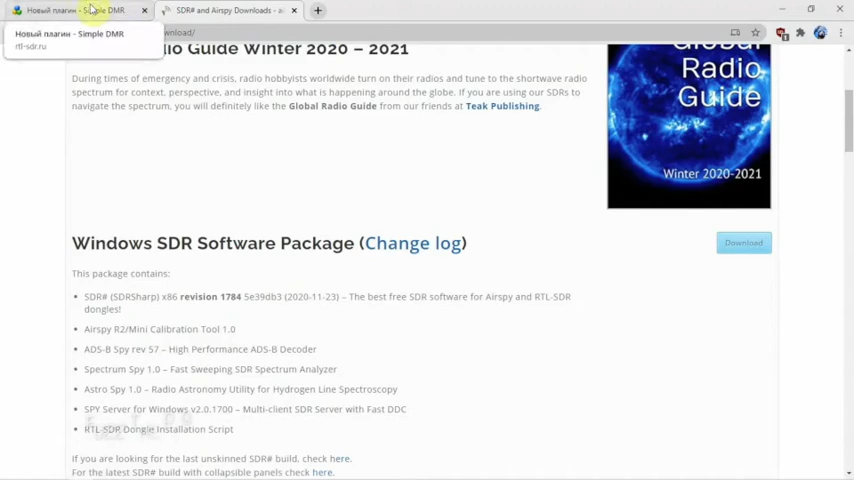 Новый плагин - Simple DMR
SDR# and Airspy Downloads - ai
Новый плагин - Simple DMR
rtl-sdr.ru
wnload/
io Guide Winter 2020 – 2021
During times of emergency and crisis, radio hobbyists worldwide turn on their radios and tune to the shortwave radio
spectrum for context, perspective, and insight into what is happening around the globe. If you are using our SDRs to
navigate the spectrum, you will definitely like the Global Radio Guide from our friends at Teak Publishing.
Global
Radio
Guide
Winter 2020-2021
Windows SDR Software Package (Change log)
Download
This package contains:
SDR# (SDRSharp) x86 revision 1784 5e39db3 (2020-11-23) – The best free SDR software for Airspy and RTL-SDR
dongles!
Airspy R2/Mini Calibration Tool 1.0
ADS-B Spy rev 57 – High Performance ADS-B Decoder
Spectrum Spy 1.0 – Fast Sweeping SDR Spectrum Analyzer
Astro Spy 1.0 – Radio Astronomy Utility for Hydrogen Line Spectroscopy
SPY Server for Windows v2.0.1700 – Multi-client SDR Server with Fast DDC
RTL-SDR Dongle Installation Script
If you are looking for the last unskinned SDR# build, check here.
For the latest SDR# build with collapsible panels check here.